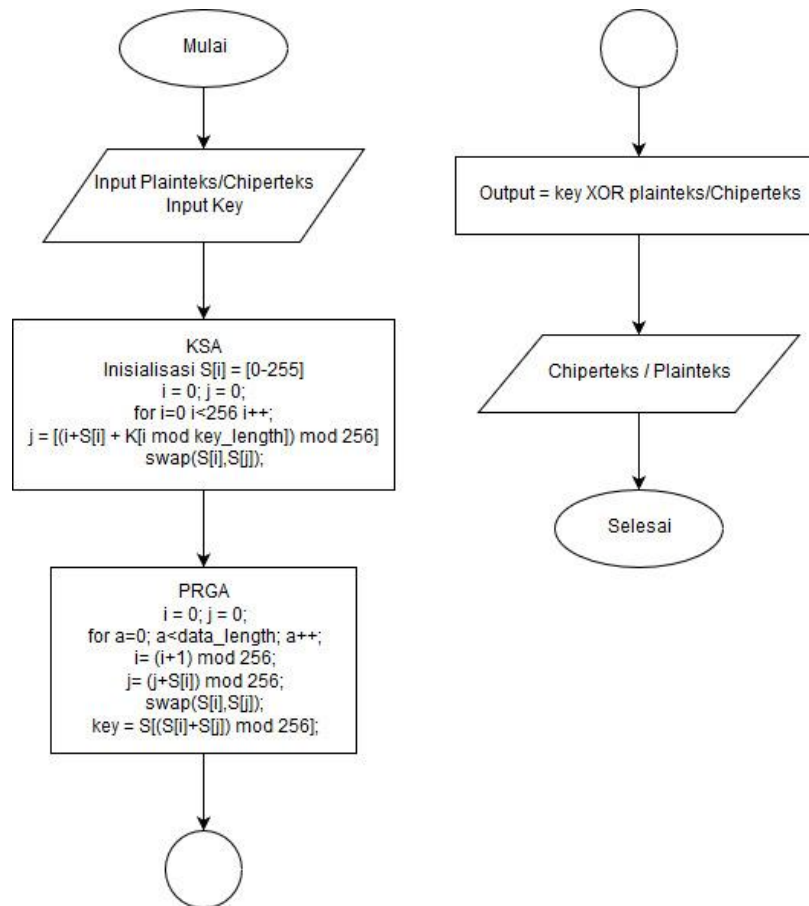 Mulai
Input Plainteks/Chiperteks
Input Key
KSA
Inisialisasi S[i] = [0-255]
i = 0; j = 0;
for i=0 i<256 i++;
j = [(i+S[i] + K[i mod key_length]) mod 256]
swap(S[i],S[j]);
PRGA
i = 0; j = 0;
for a=0; a<data_length; a++;
i= (i+1) mod 256;
j= (j+S[i]) mod 256;
swap(S[i],S[j]);
key = S[(S[i]+S[j]) mod 256];
Output = key XOR plainteks/Chiperteks
Chiperteks / Plainteks
Selesai